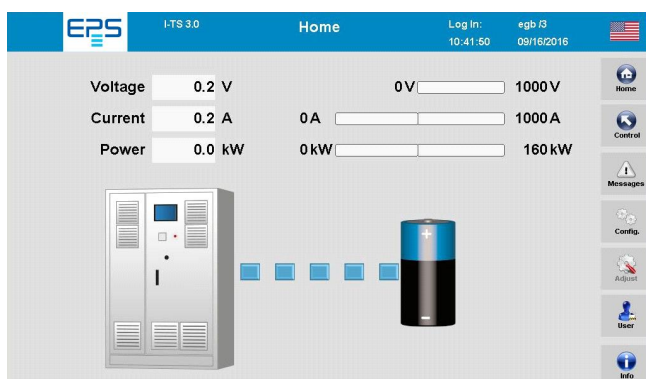 EPS
I-TS 3.0
Home
Log In:
egb /3
10:41:50
09/16/2016
Voltage 0.2 V
0 V 1000 V
Current 0.2 A
0 A 1000 A
Power 0.0 kW
0 kW 160 kW
+
-
Home
Control
Messages
Config.
Adjust
User
Info